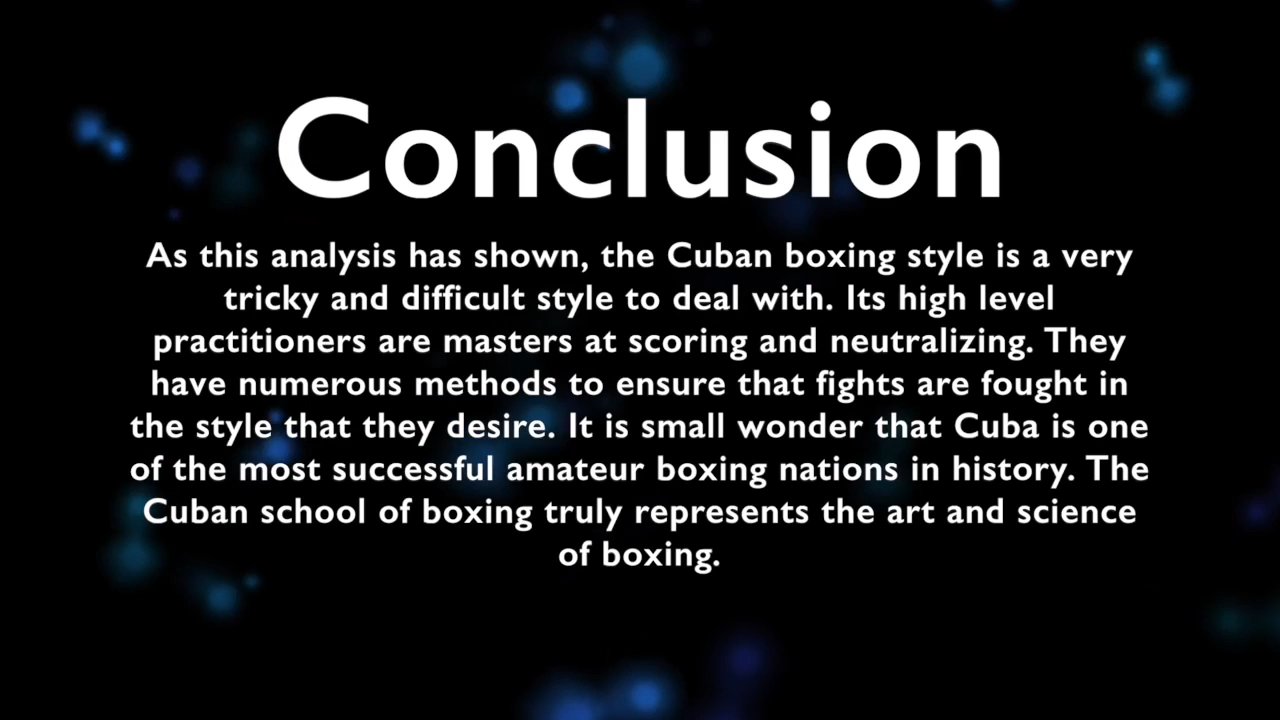 Conclusion
As this analysis has shown, the Cuban boxing style is a very
tricky and difficult style to deal with. Its high level
practitioners are masters at scoring and neutralizing. They
have numerous methods to ensure that fights are fought in
the style that they desire. It is small wonder that Cuba is one
of the most successful amateur boxing nations in history. The
Cuban school of boxing truly represents the art and science
of boxing.